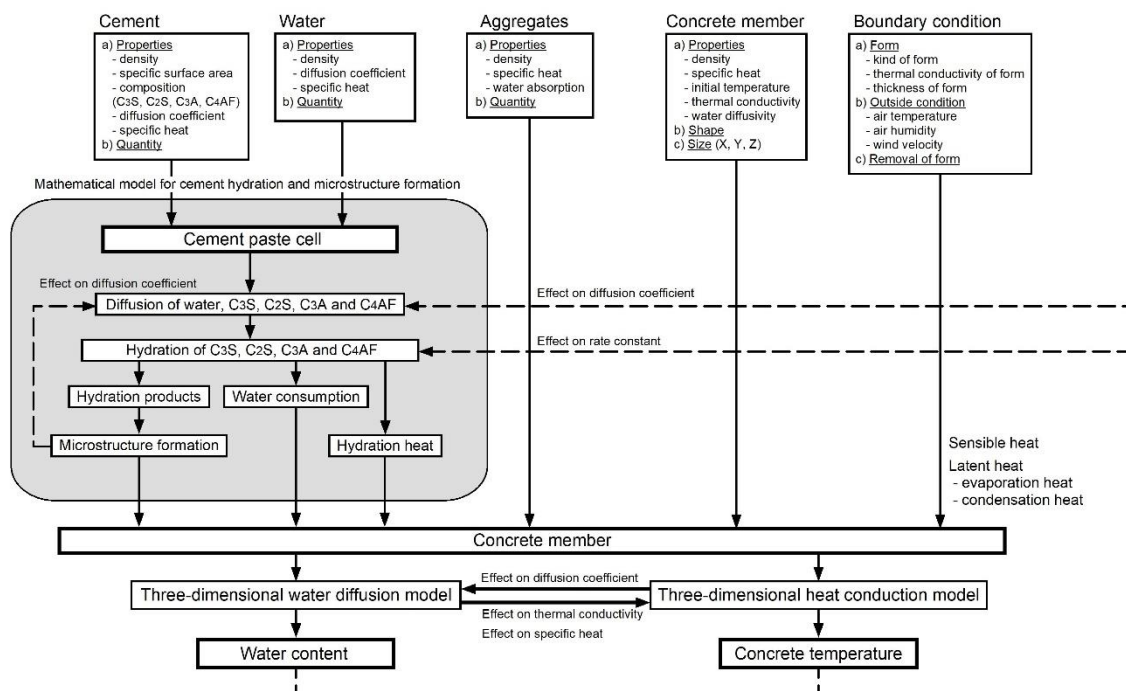 Cement
a) Properties
- density
- specific surface area
- composition
(C3S, C2S, C3A, C4AF)
- diffusion coefficient
- specific heat
b) Quantity
Water
a) Properties
- density
- diffusion coefficient
- specific heat
b) Quantity
Aggregates
a) Properties
- density
- specific heat
- water absorption
b) Quantity
Concrete member
a) Properties
- density
- specific heat
- initial temperature
- thermal conductivity
- water diffusivity
b) Shape
c) Size (X, Y, Z)
Boundary condition
a) Form
- kind of form
- thermal conductivity of form
- thickness of form
b) Outside condition
- air temperature
- air humidity
- wind velocity
c) Removal of form
Mathematical model for cement hydration and microstructure formation
Cement paste cell
Effect on diffusion coefficient
Diffusion of water, C3S, C2S, C3A and C4AF
Effect on diffusion coefficient
Hydration of C3S, C2S, C3A and C4AF
Effect on rate constant
Hydration products
Water consumption
Microstructure formation
Hydration heat
Sensible heat
Latent heat
- evaporation heat
- condensation heat
Concrete member
Three-dimensional water diffusion model
Effect on diffusion coefficient
Effect on thermal conductivity
Effect on specific heat
Three-dimensional heat conduction model
Water content
Concrete temperature